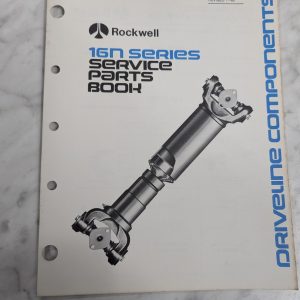 Rockwell
16N SERIES
SERVICE
PARTS
BOOK
DRIVELINE COMPONENTS